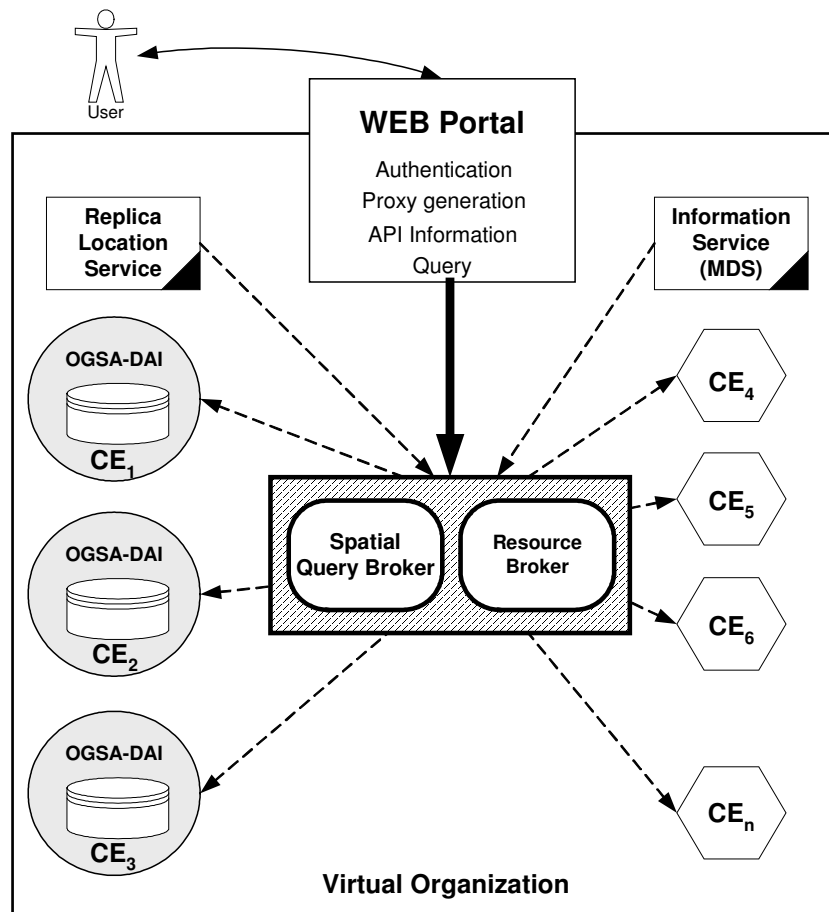 User
WEB Portal
Authentication
Proxy generation
API Information
Query
Replica
Location
Service
Information
Service
(MDS)
OGSA-DAI
CE1
OGSA-DAI
CE2
OGSA-DAI
CE3
Spatial
Query Broker
Resource
Broker
CE4
CE5
CE6
CEn
Virtual Organization